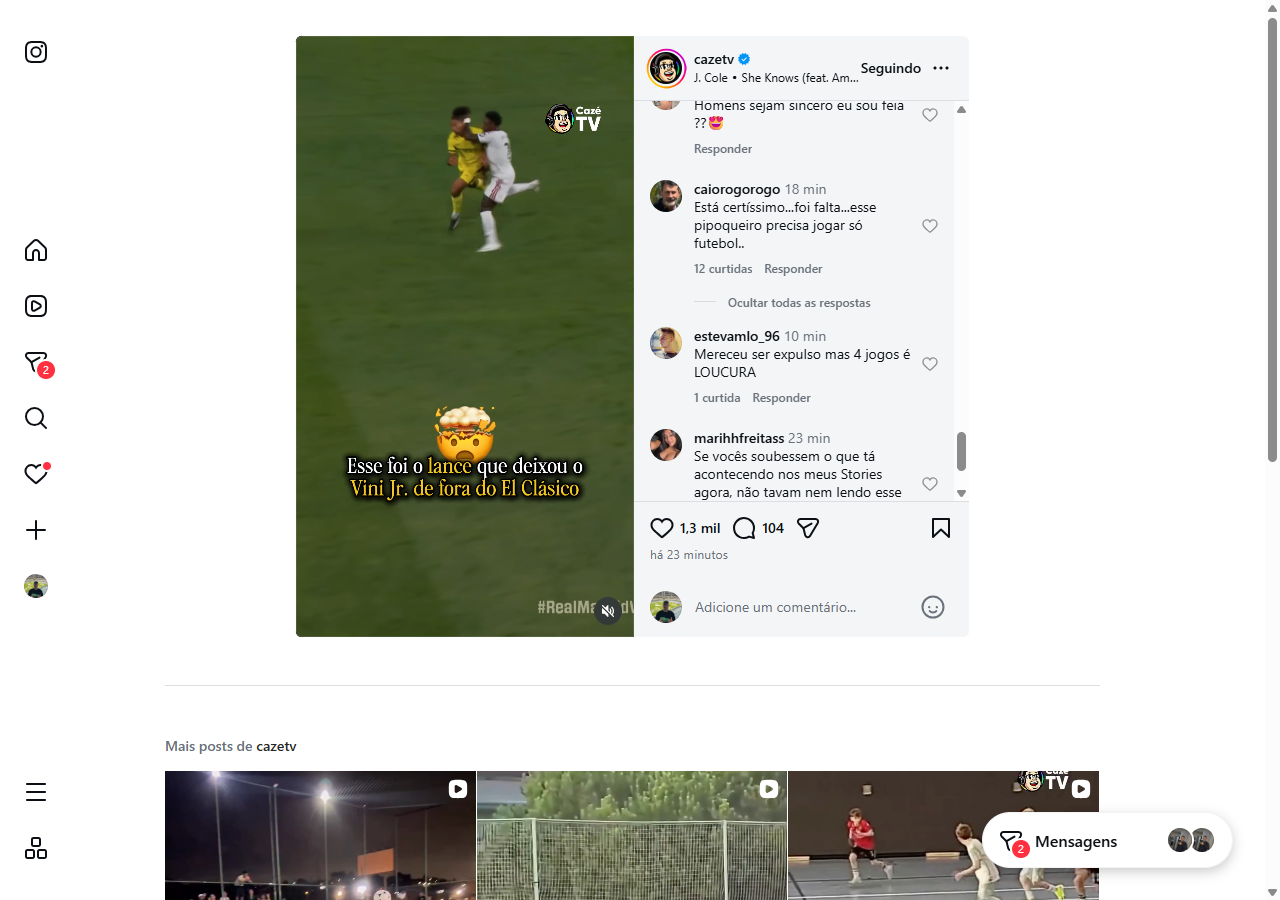 Cazé
TV
Esse foi o lance que deixou o
Vini Jr. de fora do El Clásico
cazetv
J. Cole • She Knows (feat. Am...
Seguindo
Homens sejam sincero eu sou feia
??😍
Responder
caiorogorogo 18 min
Está certíssimo...foi falta...esse
pipoqueiro precisa jogar só
futebol..
12 curtidas Responder
Ocultar todas as respostas
estevamlo_96 10 min
Mereceu ser expulso mas 4 jogos é
LOUCURA
1 curtida Responder
marihhfreitass 23 min
Se vocês soubessem o que tá
acontecendo nos meus Stories
agora, não tavam nem lendo esse
1,3 mil 104
há 23 minutos
Adicione um comentário...
2
Mais posts de cazetv
TV
2
Mensagens